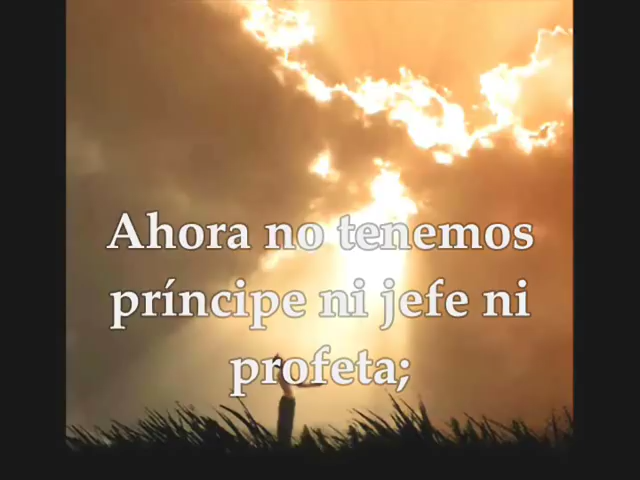 Ahora no tenemos
príncipe ni jefe ni
profeta;